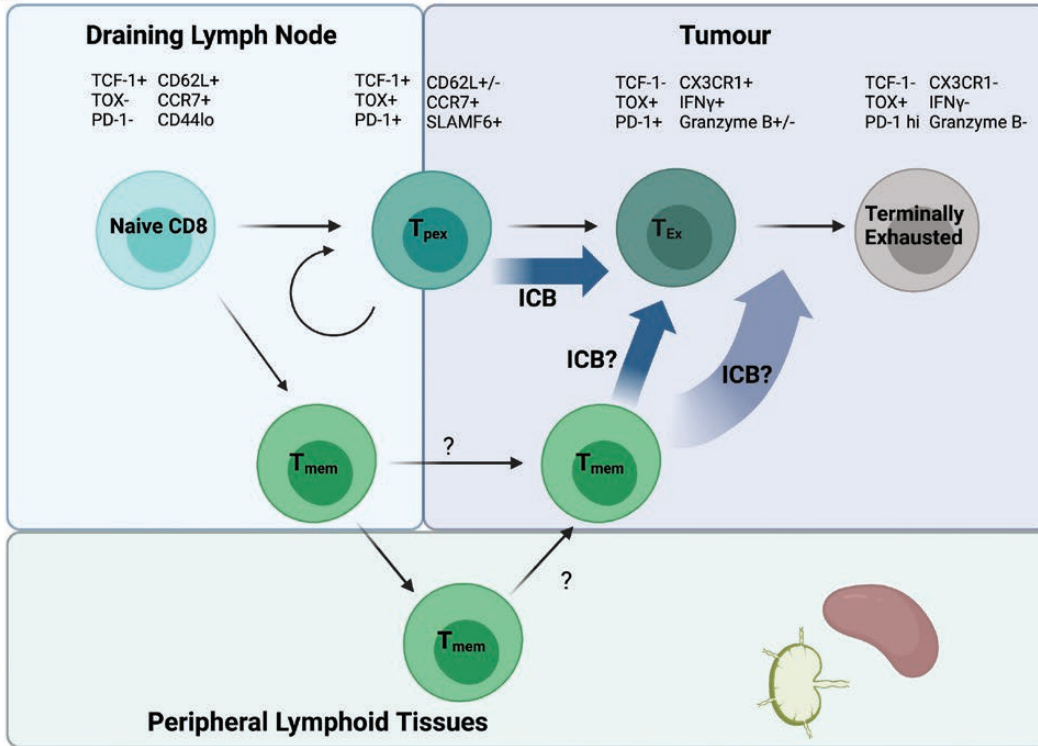 Draining Lymph Node
Tumour
TCF-1+ CD62L+
TOX- CCR7+
PD-1- CD44lo
TCF-1+ CD62L+/-
TOX+ CCR7+
PD-1+ SLAMF6+
TCF-1- CX3CR1+
TOX+ IFNγ+
PD-1+ Granzyme B+/-
TCF-1- CX3CR1-
TOX+ IFNγ-
PD-1 hi Granzyme B-
Naive CD8
Tpex
TEx
Terminally
Exhausted
ICB
ICB?
ICB?
Tmem
?
Tmem
?
Tmem
Peripheral Lymphoid Tissues